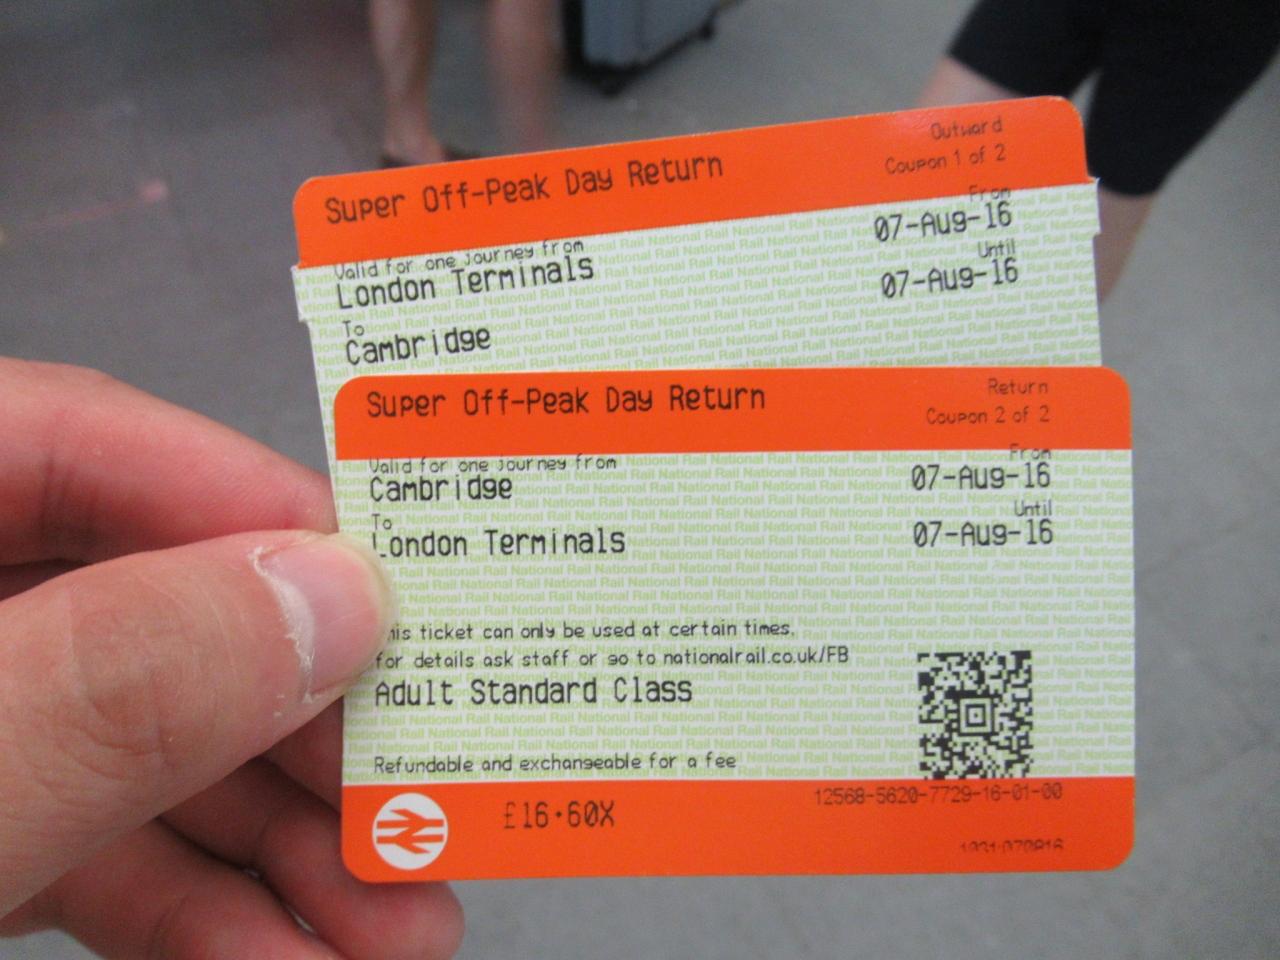 Super Off-Peak Day Return
Outward
Coupon 1 of 2
Valid for one journey from
From
London Terminals
07-Aug-16
Until
To
07-Aug-16
Cambridge
Super Off-Peak Day Return
Return
Coupon 2 of 2
Valid for one journey from
From
Cambridge
07-Aug-16
To
Until
London Terminals
07-Aug-16
his ticket can only be used at certain times.
for details ask staff or go to nationalrail.co.uk/FB
Adult Standard Class
Refundable and exchangeable for a fee
£16·60X
12568-5620-7729-16-01-00